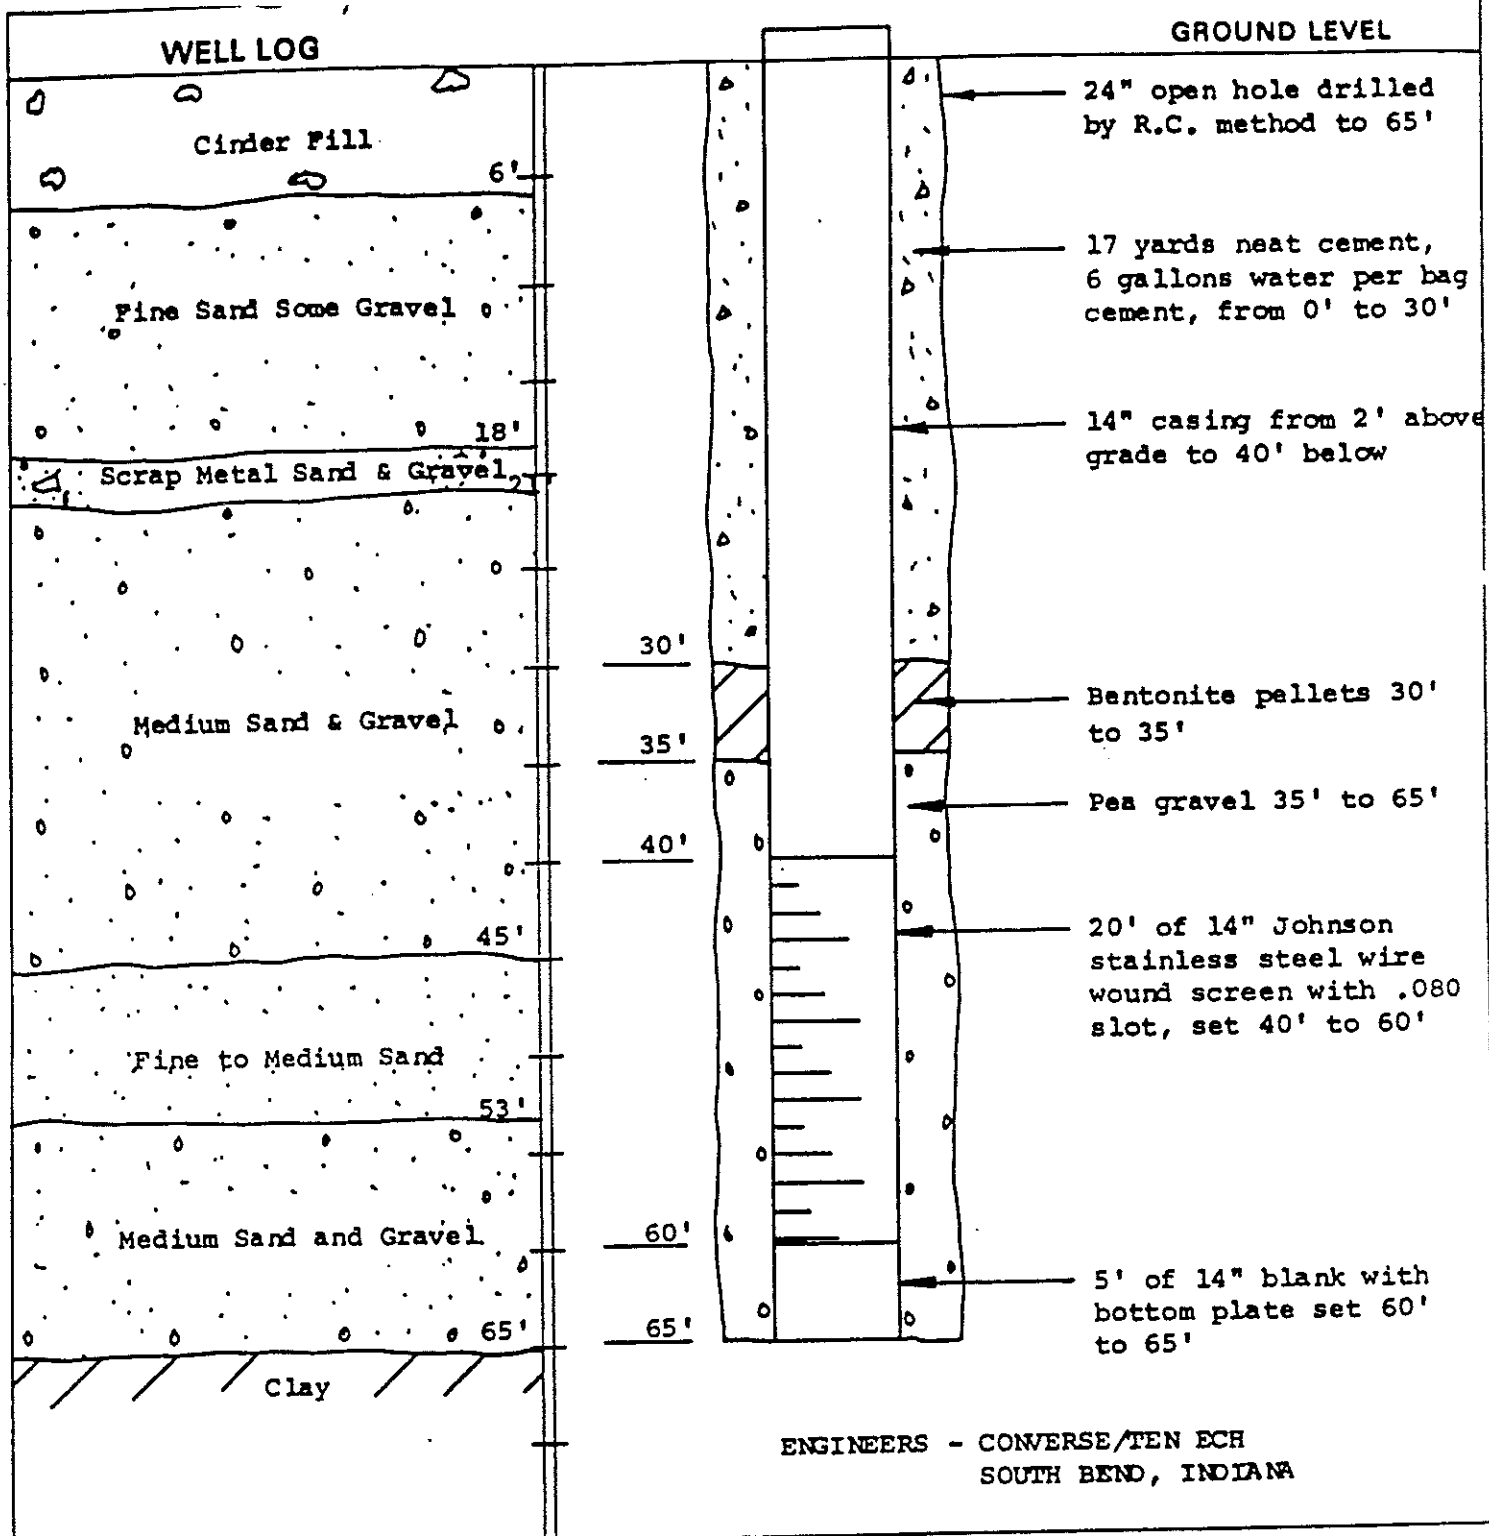 WELL LOG
GROUND LEVEL
Cinder Fill
6'
Fine Sand Some Gravel
18'
Scrap Metal Sand & Gravel
21'
Medium Sand & Gravel
45'
Fine to Medium Sand
53'
Medium Sand and Gravel
65'
Clay
30'
35'
40'
60'
65'
24" open hole drilled
by R.C. method to 65'
17 yards neat cement,
6 gallons water per bag
cement, from 0' to 30'
14" casing from 2' above
grade to 40' below
Bentonite pellets 30'
to 35'
Pea gravel 35' to 65'
20' of 14" Johnson
stainless steel wire
wound screen with .080
slot, set 40' to 60'
5' of 14" blank with
bottom plate set 60'
to 65'
ENGINEERS - CONVERSE/TEN ECH
SOUTH BEND, INDIANA